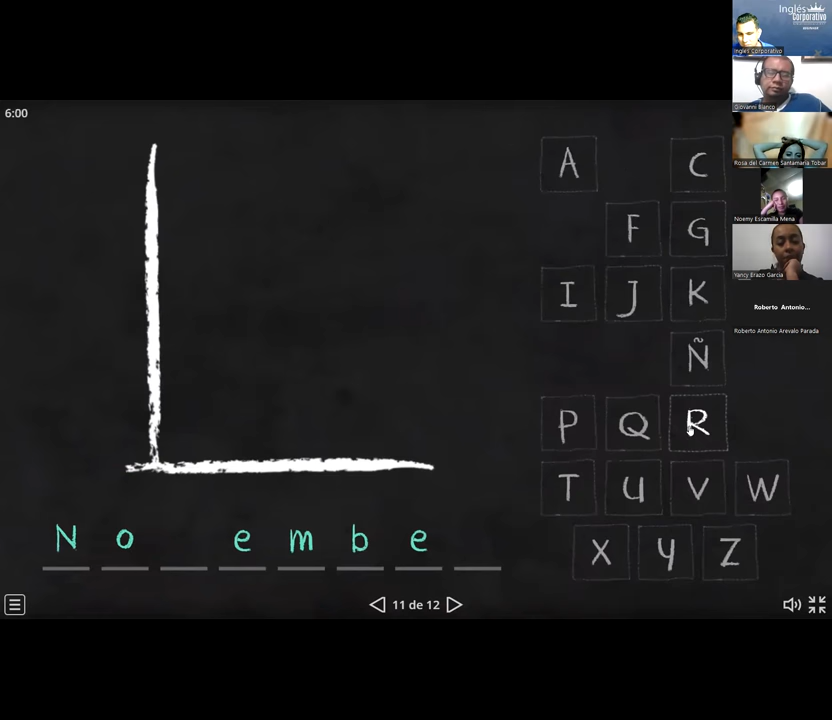 Inglés
Corporativo
Inglés Corporativo
Giovanni Blanco
Rosa del Carmen Santamaria Tobar
Noemy Escamilla Mena
Yancy Erazo Garcia
Roberto Antonio...
Roberto Antonio Arevalo Parada
6:00
A C
F G
I J K
Ñ
P Q R
T U V W
X Y Z
N o e m b e
11 de 12